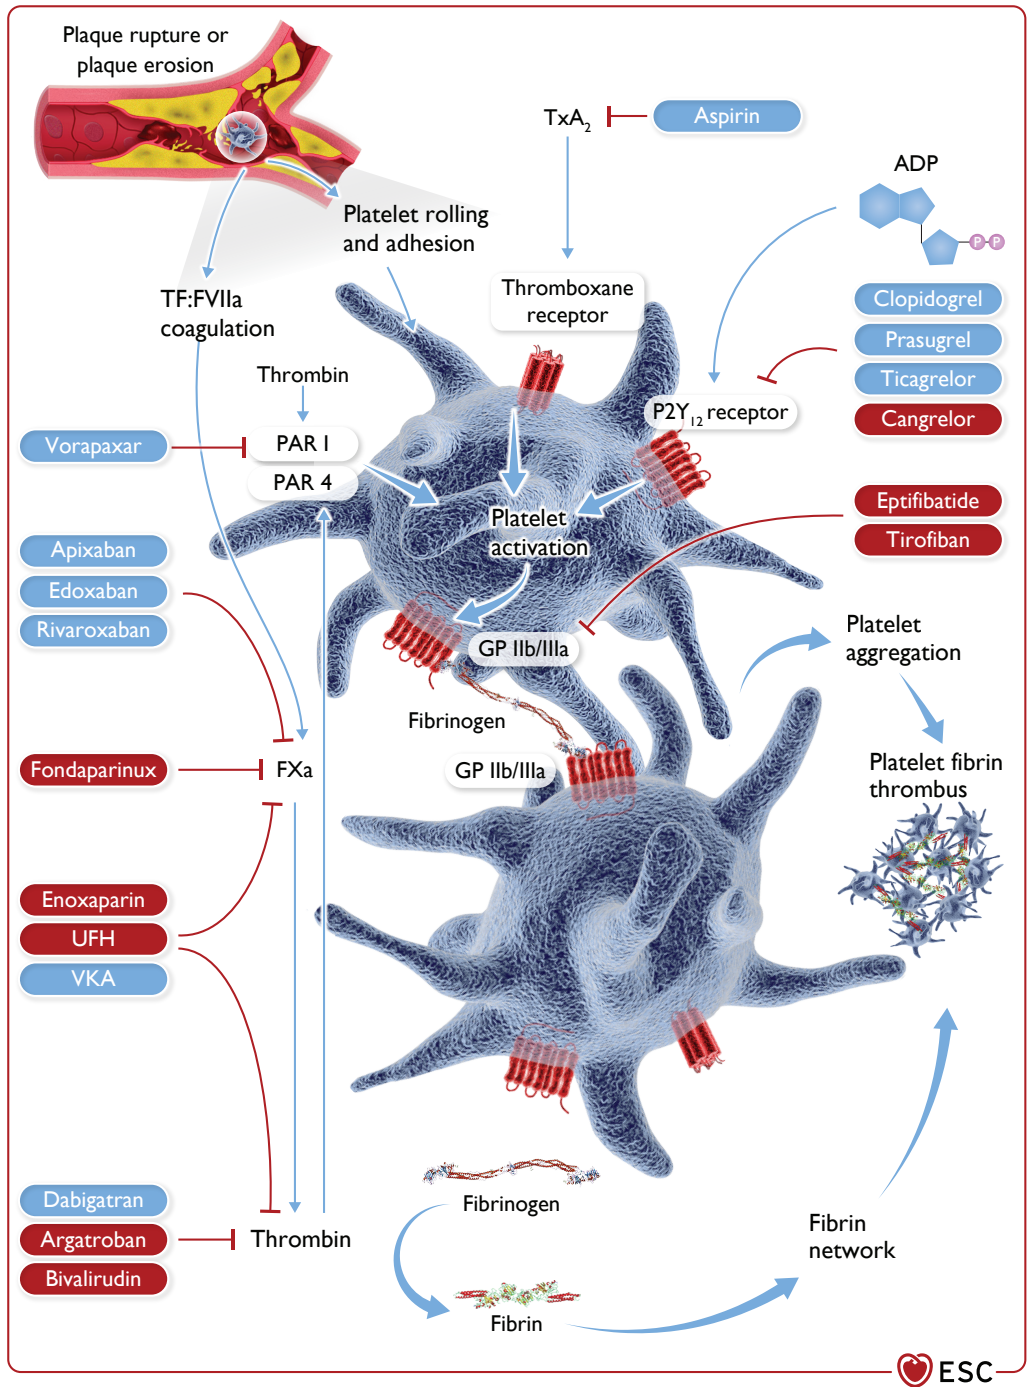 Plaque rupture or
plaque erosion
TxA2
Aspirin
ADP
P P
Platelet rolling
and adhesion
Thromboxane
receptor
TF:FVIIa
coagulation
Clopidogrel
Prasugrel
Ticagrelor
Cangrelor
Thrombin
P2Y12 receptor
Vorapaxar
PAR I
PAR 4
Eptifibatide
Tirofiban
Platelet
activation
Apixaban
Edoxaban
Rivaroxaban
GP IIb/IIIa
Platelet
aggregation
Fibrinogen
Fondaparinux
FXa
GP IIb/IIIa
Platelet fibrin
thrombus
Enoxaparin
UFH
VKA
Dabigatran
Argatroban
Bivalirudin
Thrombin
Fibrinogen
Fibrin
network
Fibrin
ESC